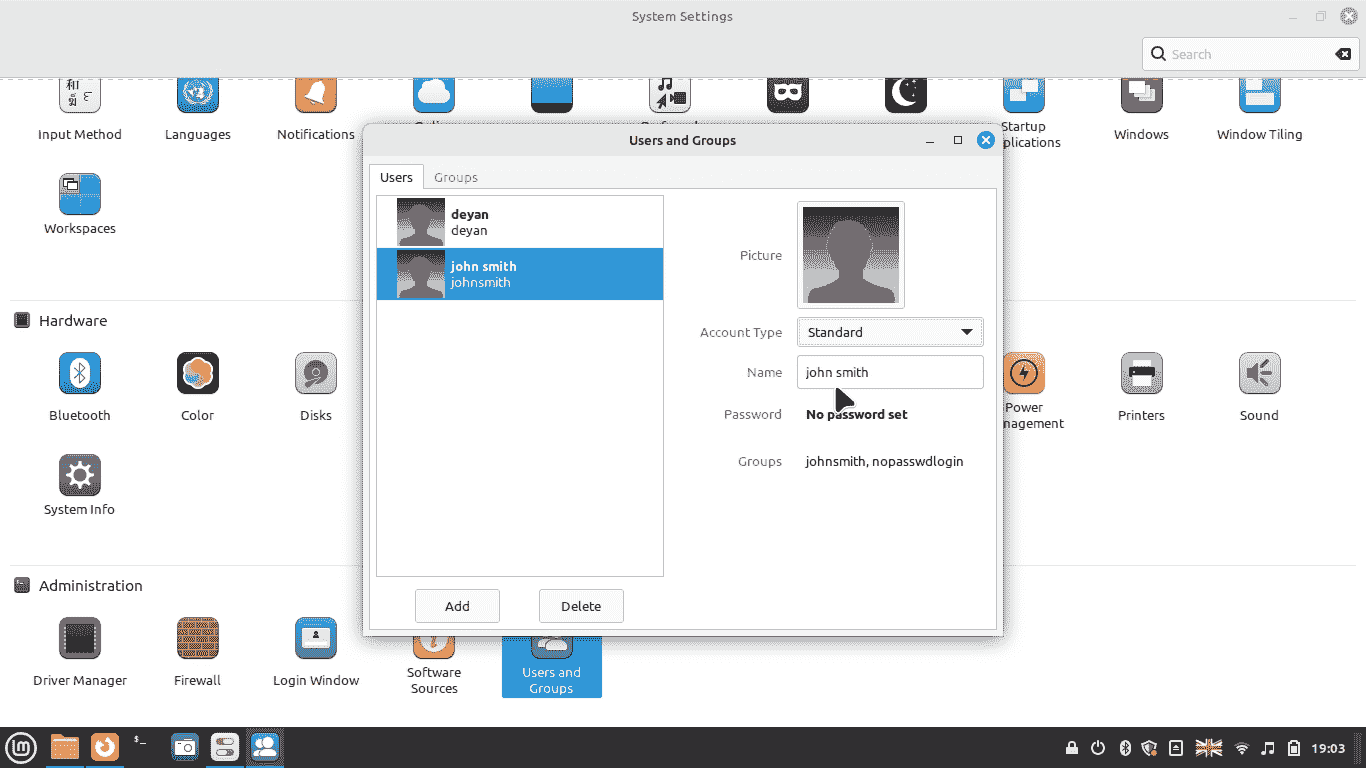 System Settings
Search
Input Method
Languages
Notifications
Startup
Windows
Window Tiling
Workspaces
Users and Groups
Users
Groups
deyan
deyan
john smith
johnsmith
Picture
Account Type
Standard
Name
john smith
Password
No password set
Groups
johnsmith, nopasswdlogin
Add
Delete
Hardware
Bluetooth
Color
Disks
Power
Printers
Sound
System Info
Administration
Driver Manager
Firewall
Login Window
Software
Sources
Users and
Groups
lm
$_
19:03